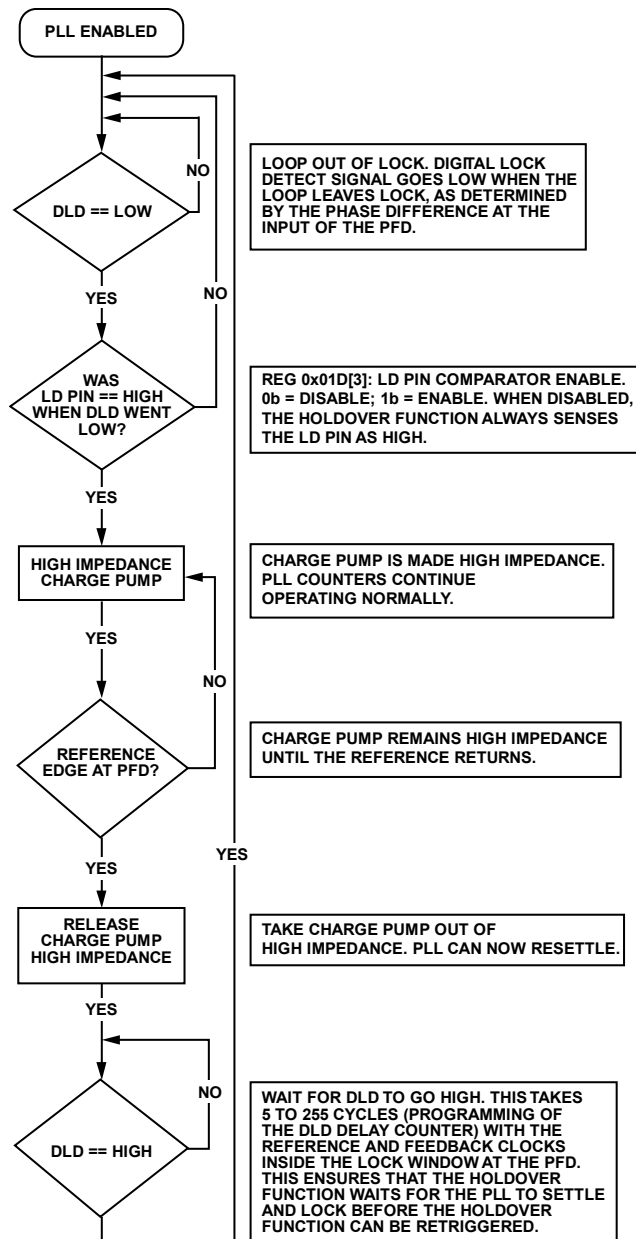 PLL ENABLED
NO
DLD == LOW
LOOP OUT OF LOCK. DIGITAL LOCK
DETECT SIGNAL GOES LOW WHEN THE
LOOP LEAVES LOCK, AS DETERMINED
BY THE PHASE DIFFERENCE AT THE
INPUT OF THE PFD.
YES
NO
WAS
LD PIN == HIGH
WHEN DLD WENT
LOW?
REG 0x01D[3]: LD PIN COMPARATOR ENABLE.
0b = DISABLE; 1b = ENABLE. WHEN DISABLED,
THE HOLDOVER FUNCTION ALWAYS SENSES
THE LD PIN AS HIGH.
YES
HIGH IMPEDANCE
CHARGE PUMP
CHARGE PUMP IS MADE HIGH IMPEDANCE.
PLL COUNTERS CONTINUE
OPERATING NORMALLY.
YES
NO
REFERENCE
EDGE AT PFD?
CHARGE PUMP REMAINS HIGH IMPEDANCE
UNTIL THE REFERENCE RETURNS.
YES
YES
RELEASE
CHARGE PUMP
HIGH IMPEDANCE
TAKE CHARGE PUMP OUT OF
HIGH IMPEDANCE. PLL CAN NOW RESETTLE.
YES
NO
DLD == HIGH
WAIT FOR DLD TO GO HIGH. THIS TAKES
5 TO 255 CYCLES (PROGRAMMING OF
THE DLD DELAY COUNTER) WITH THE
REFERENCE AND FEEDBACK CLOCKS
INSIDE THE LOCK WINDOW AT THE PFD.
THIS ENSURES THAT THE HOLDOVER
FUNCTION WAITS FOR THE PLL TO SETTLE
AND LOCK BEFORE THE HOLDOVER
FUNCTION CAN BE RETRIGGERED.